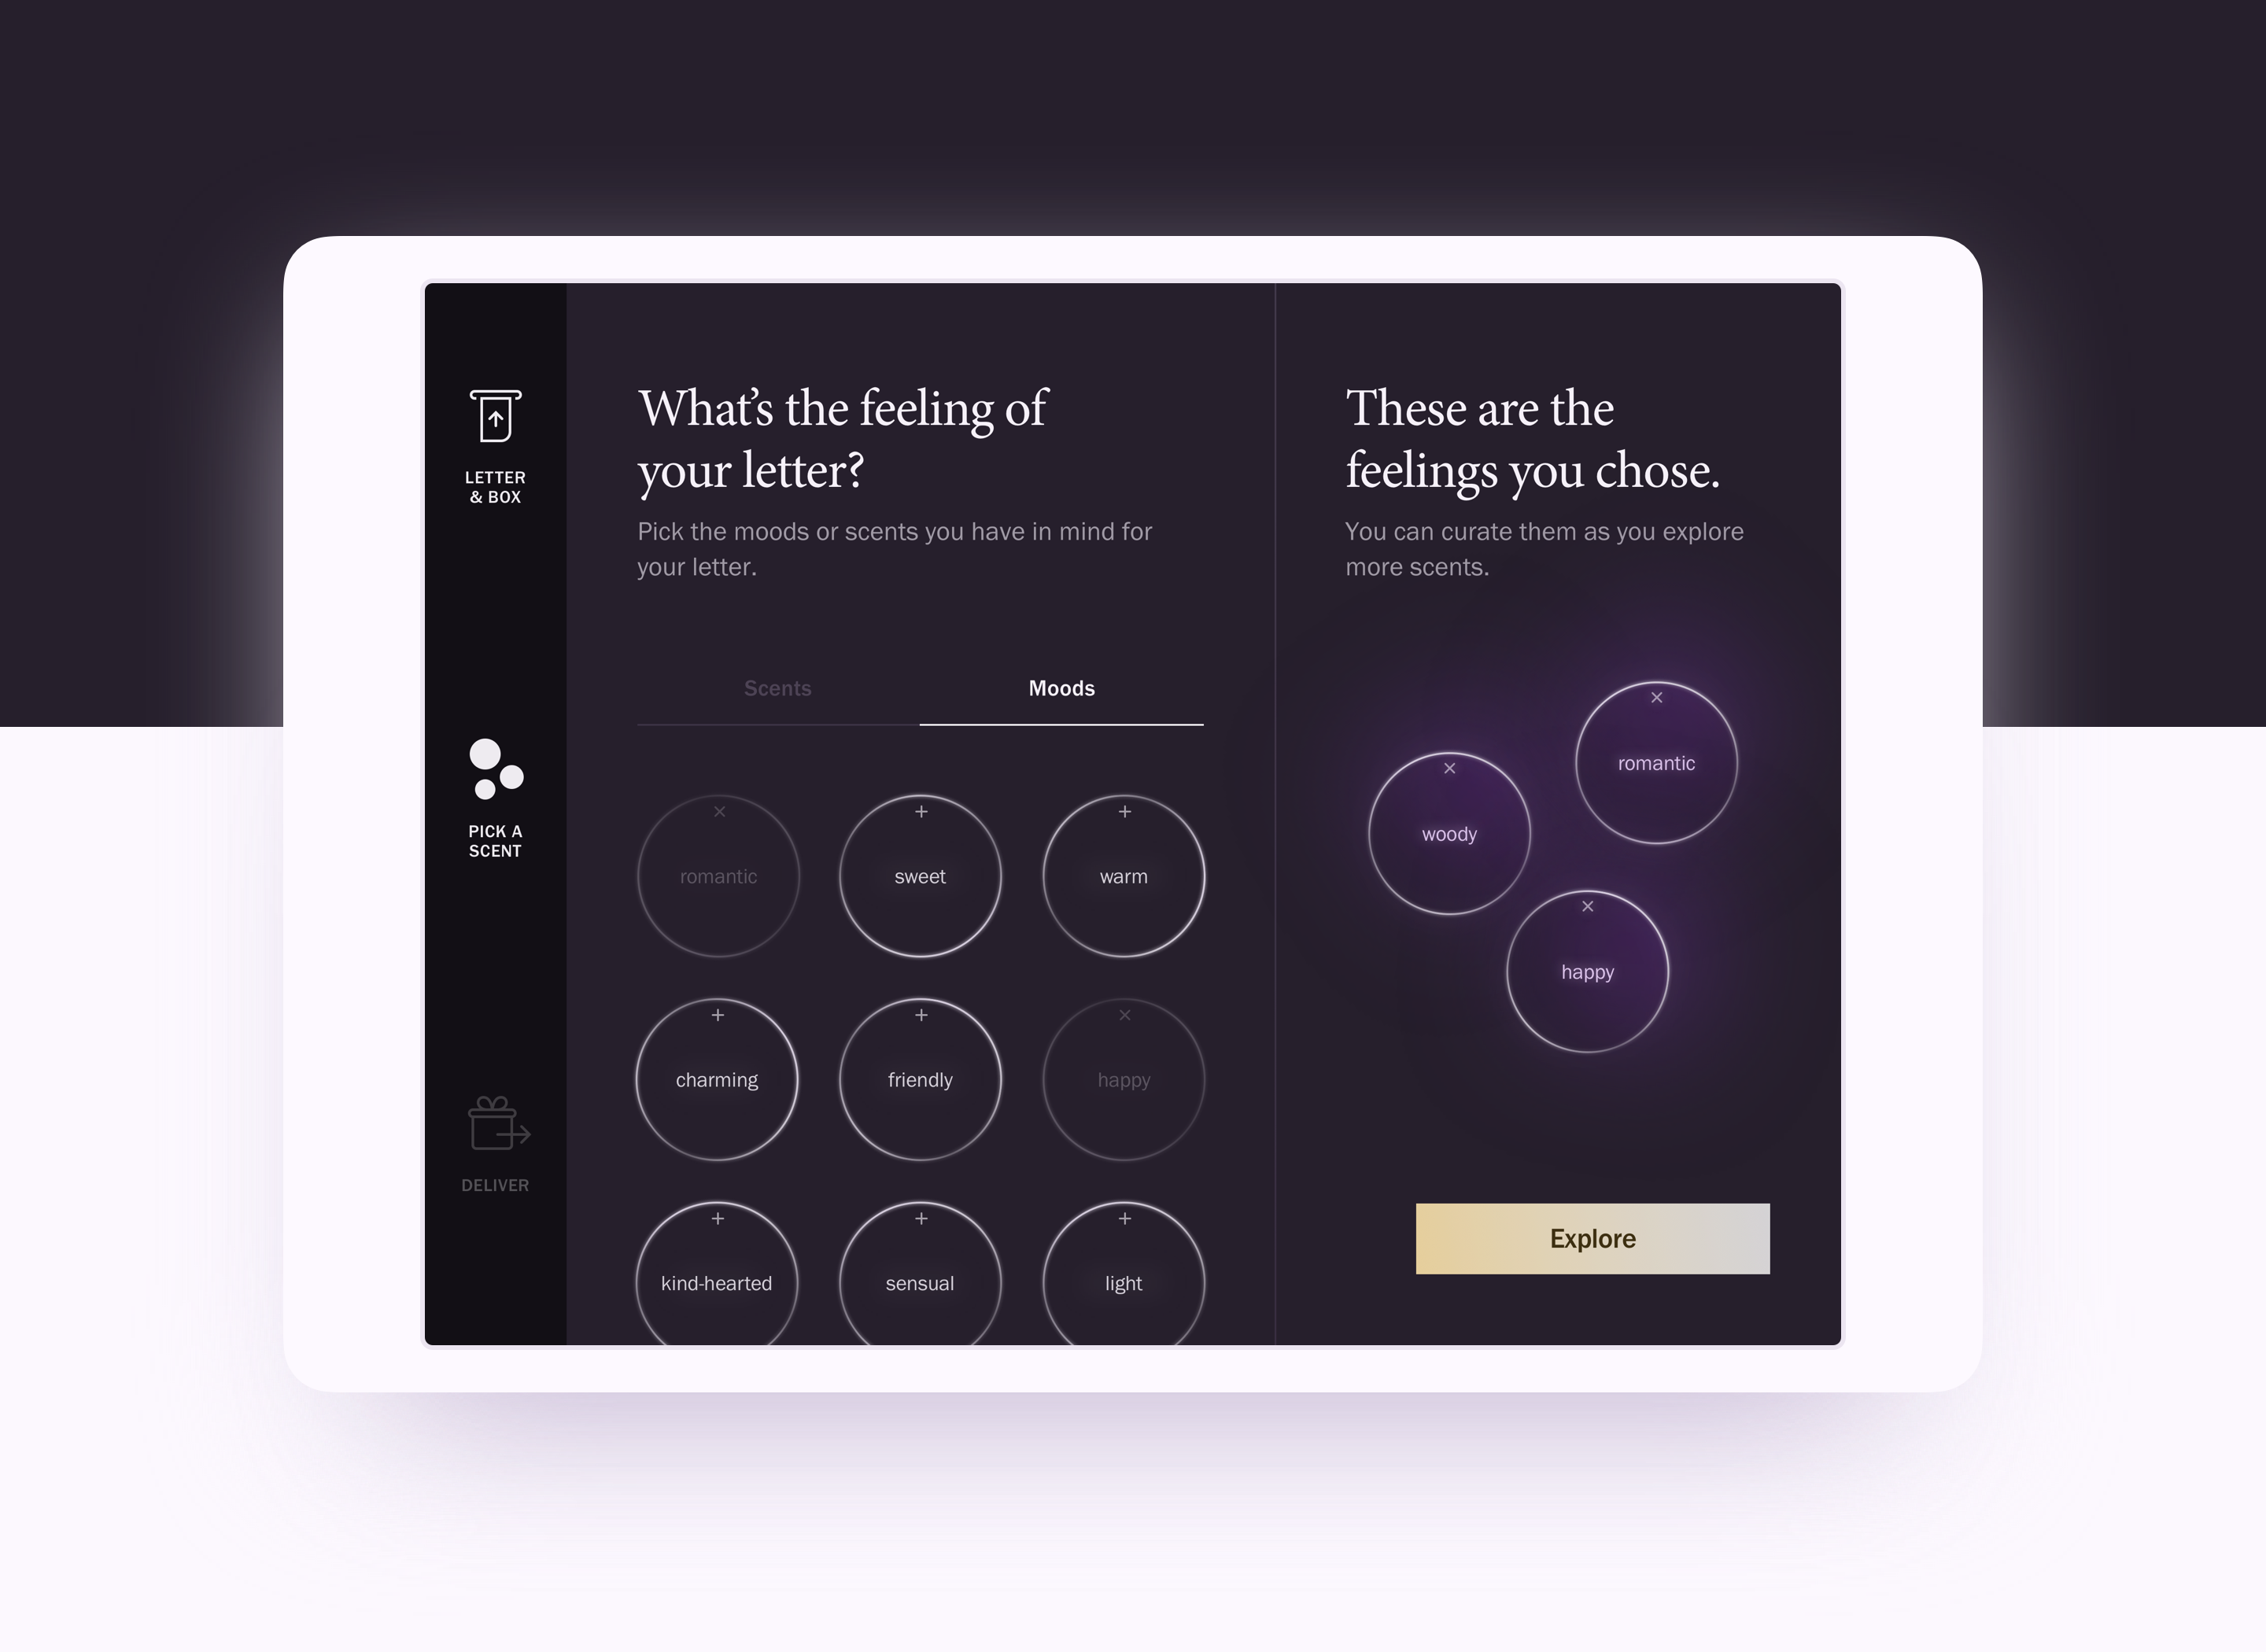 LETTER
& BOX
PICK A
SCENT
DELIVER
What’s the feeling of
your letter?
Pick the moods or scents you have in mind for
your letter.
Scents
Moods
romantic
sweet
warm
charming
friendly
happy
kind-hearted
sensual
light
These are the
feelings you chose.
You can curate them as you explore
more scents.
romantic
woody
happy
Explore